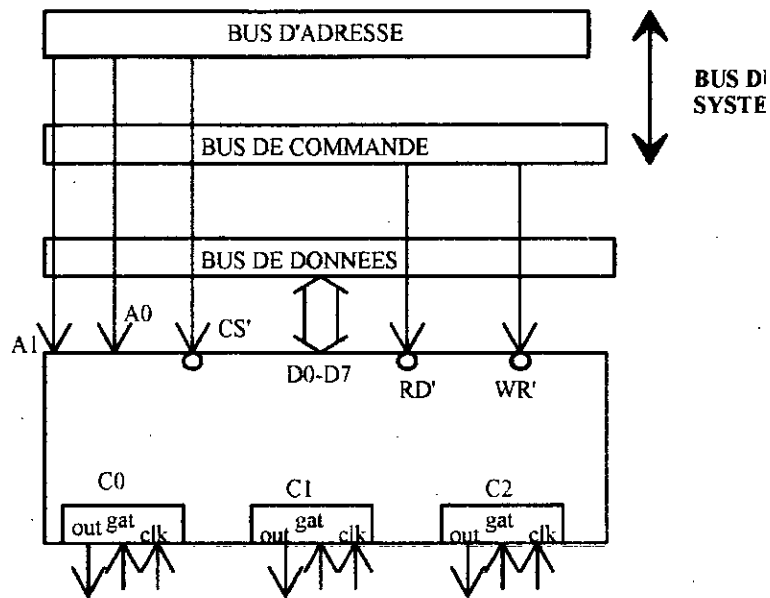 BUS D'ADRESSE
BUS DE COMMANDE
BUS DE DONNEES
A1
A0
CS'
D0-D7
RD'
WR'
C0
C1
C2
out gat clk
out gat clk
out gat clk
BUS